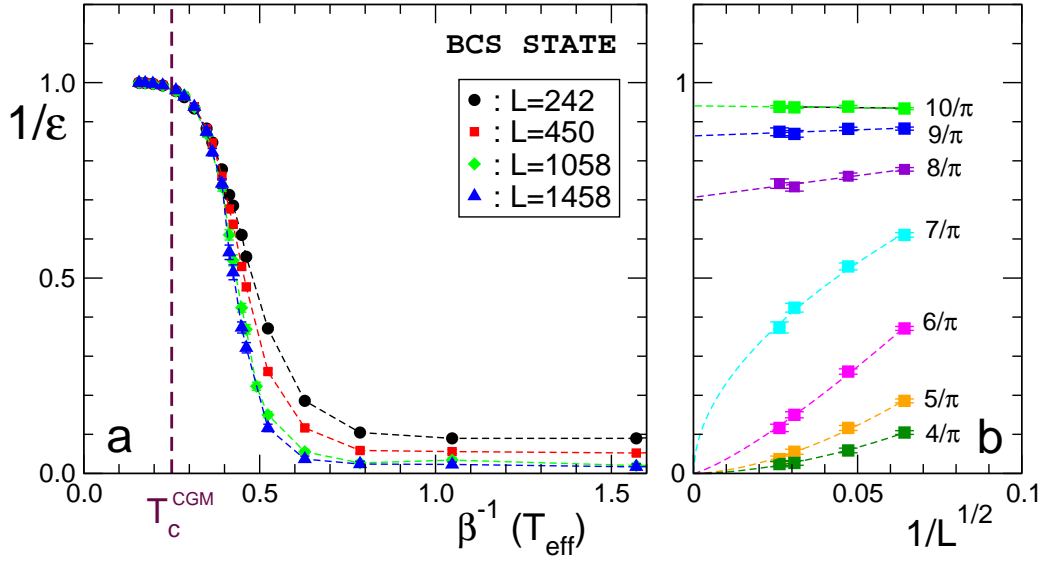 BCS STATE
1/ε
: L=242
: L=450
: L=1058
: L=1458
1.0
0.5
0.0
a
0.0
0.5
1.0
1.5
T_c^CGM
β^-1 (T_eff)
1
0
10/π
9/π
8/π
7/π
6/π
5/π
4/π
b
0
0.05
0.1
1/L^1/2